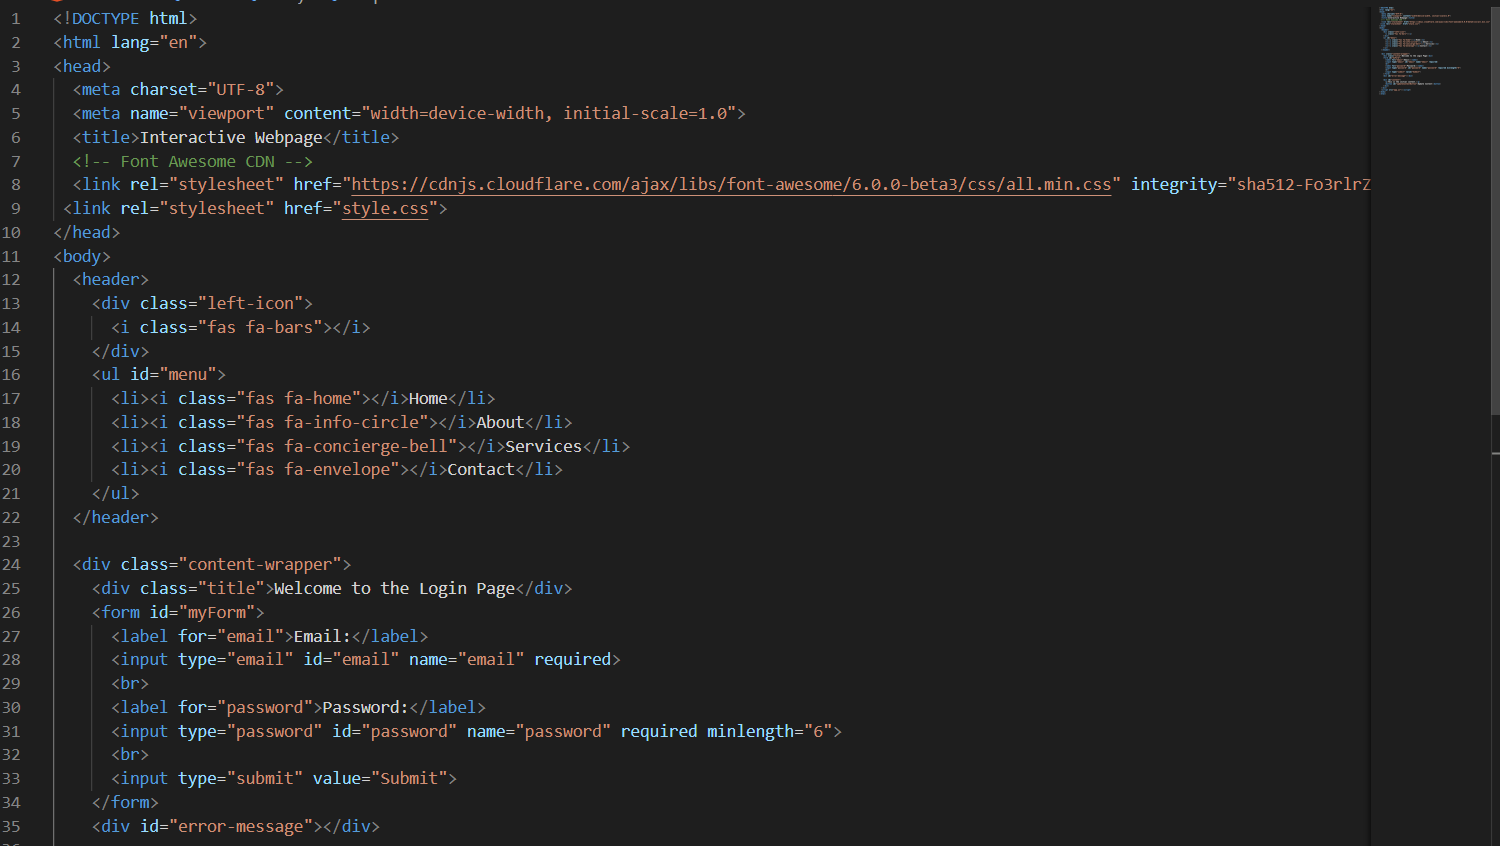 1 <!DOCTYPE html>
2 <html lang="en">
3 <head>
4 <meta charset="UTF-8">
5 <meta name="viewport" content="width=device-width, initial-scale=1.0">
6 <title>Interactive Webpage</title>
7 <!-- Font Awesome CDN -->
8 <link rel="stylesheet" href="https://cdnjs.cloudflare.com/ajax/libs/font-awesome/6.0.0-beta3/css/all.min.css" integrity="sha512-Fo3rlrZ
9 <link rel="stylesheet" href="style.css">
10 </head>
11 <body>
12 <header>
13 <div class="left-icon">
14 <i class="fas fa-bars"></i>
15 </div>
16 <ul id="menu">
17 <li><i class="fas fa-home"></i>Home</li>
18 <li><i class="fas fa-info-circle"></i>About</li>
19 <li><i class="fas fa-concierge-bell"></i>Services</li>
20 <li><i class="fas fa-envelope"></i>Contact</li>
21 </ul>
22 </header>
23
24 <div class="content-wrapper">
25 <div class="title">Welcome to the Login Page</div>
26 <form id="myForm">
27 <label for="email">Email:</label>
28 <input type="email" id="email" name="email" required>
29 <br>
30 <label for="password">Password:</label>
31 <input type="password" id="password" name="password" required minlength="6">
32 <br>
33 <input type="submit" value="Submit">
34 </form>
35 <div id="error-message"></div>